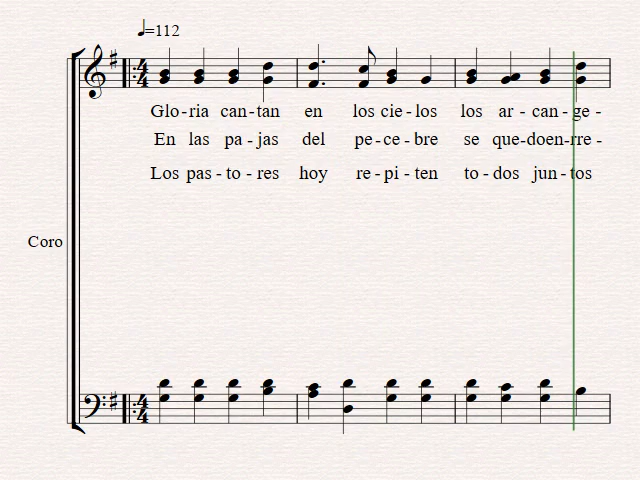 =112
Glo-ria can-tan en los cie-los los ar - can - ge -
En las pa - jas del pe - ce - bre se que-doen-rre -
Los pas - to - res hoy re - pi - ten to - dos jun - tos
Coro